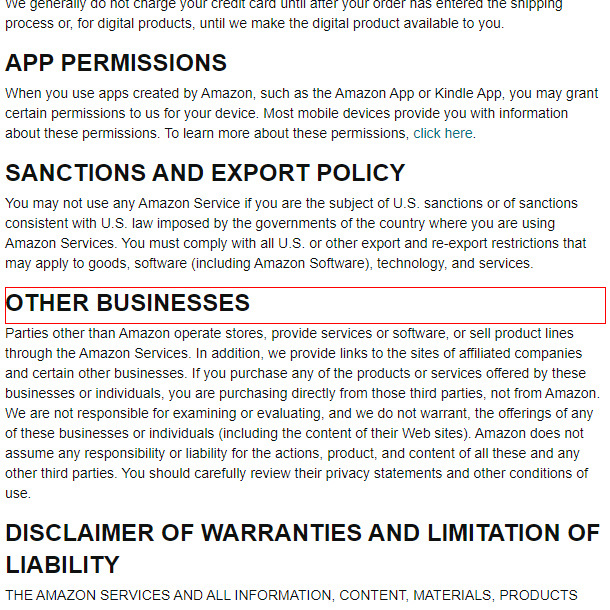 We generally do not charge your credit card until after your order has entered the shipping
process or, for digital products, until we make the digital product available to you.
APP PERMISSIONS
When you use apps created by Amazon, such as the Amazon App or Kindle App, you may grant
certain permissions to us for your device. Most mobile devices provide you with information
about these permissions. To learn more about these permissions, click here.
SANCTIONS AND EXPORT POLICY
You may not use any Amazon Service if you are the subject of U.S. sanctions or of sanctions
consistent with U.S. law imposed by the governments of the country where you are using
Amazon Services. You must comply with all U.S. or other export and re-export restrictions that
may apply to goods, software (including Amazon Software), technology, and services.
OTHER BUSINESSES
Parties other than Amazon operate stores, provide services or software, or sell product lines
through the Amazon Services. In addition, we provide links to the sites of affiliated companies
and certain other businesses. If you purchase any of the products or services offered by these
businesses or individuals, you are purchasing directly from those third parties, not from Amazon.
We are not responsible for examining or evaluating, and we do not warrant, the offerings of any
of these businesses or individuals (including the content of their Web sites). Amazon does not
assume any responsibility or liability for the actions, product, and content of all these and any
other third parties. You should carefully review their privacy statements and other conditions of
use.
DISCLAIMER OF WARRANTIES AND LIMITATION OF
LIABILITY
THE AMAZON SERVICES AND ALL INFORMATION, CONTENT, MATERIALS, PRODUCTS